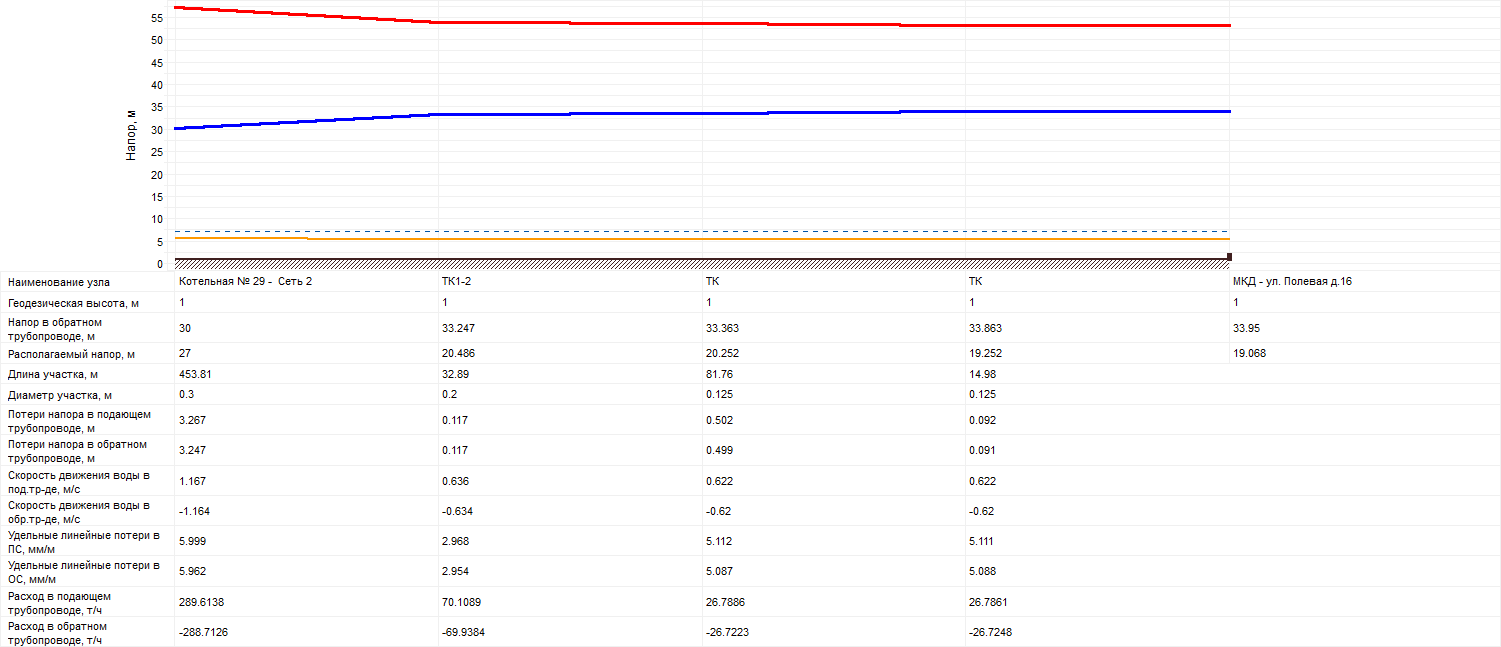 55
50
45
40
35
30
25
20
15
10
5
0
Напор, м
Наименование узла Котельная № 29 - Сеть 2 ТК1-2 ТК ТК МКД - ул. Полевая д.16
Геодезическая высота, м 1 1 1 1 1
Напор в обратном
трубопроводе, м 30 33.247 33.363 33.863 33.95
Располагаемый напор, м 27 20.486 20.252 19.252 19.068
Длина участка, м 453.81 32.89 81.76 14.98
Диаметр участка, м 0.3 0.2 0.125 0.125
Потери напора в подающем
трубопроводе, м 3.267 0.117 0.502 0.092
Потери напора в обратном
трубопроводе, м 3.247 0.117 0.499 0.091
Скорость движения воды в
под.тр-де, м/с 1.167 0.636 0.622 0.622
Скорость движения воды в
обр.тр-де, м/с -1.164 -0.634 -0.62 -0.62
Удельные линейные потери в
ПС, мм/м 5.999 2.968 5.112 5.111
Удельные линейные потери в
ОС, мм/м 5.962 2.954 5.087 5.088
Расход в подающем
трубопроводе, т/ч 289.6138 70.1089 26.7886 26.7861
Расход в обратном
трубопроводе, т/ч -288.7126 -69.9384 -26.7223 -26.7248